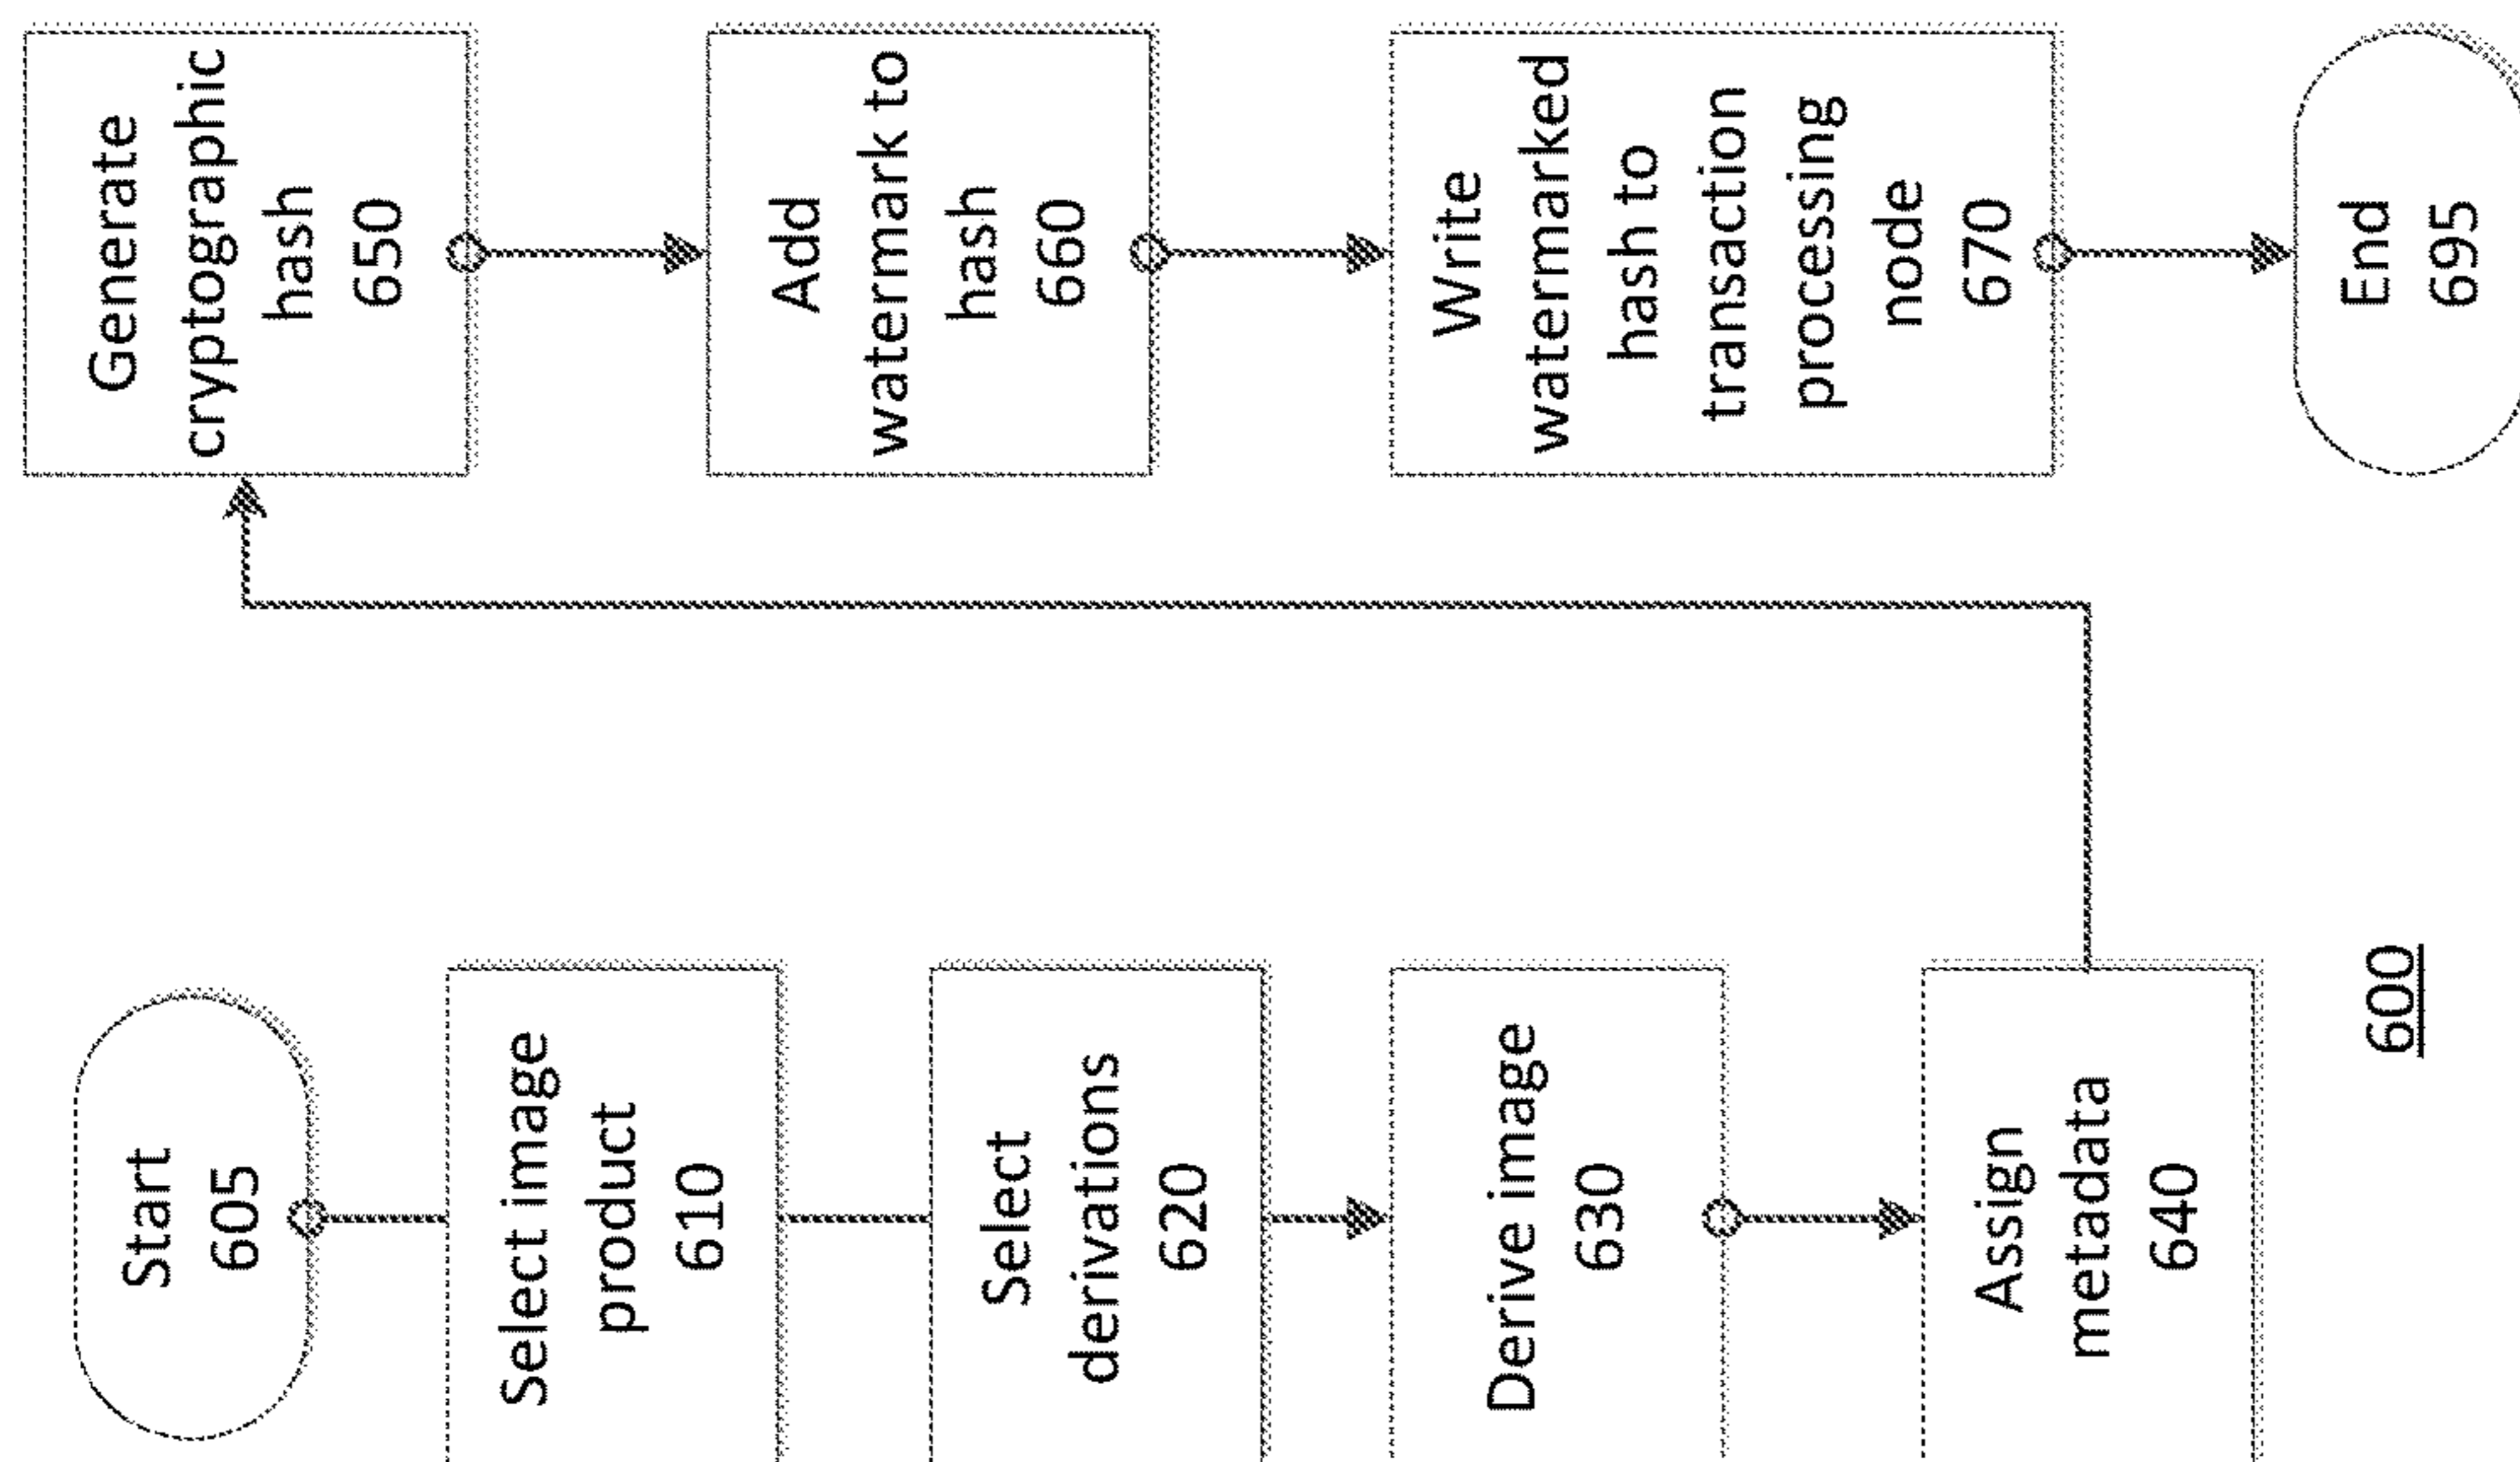 Start
605
Select image
product
610
Select
derivations
620
Derive image
630
Assign
metadata
640
Generate
cryptographic
hash
650
Add
watermark to
hash
660
Write
watermarked
hash to
transaction
processing
node
670
End
695
600